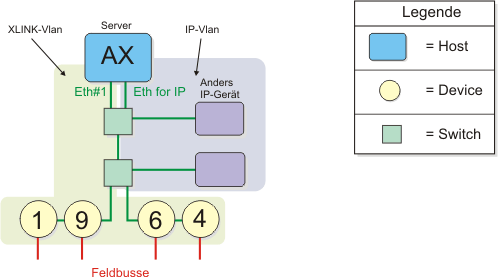 XLINK-Vlan
Server
IP-Vlan
AX
Eth#1
Eth for IP
Anders
IP-Gerät
1
9
6
4
Feldbusse
Legende
= Host
= Device
= Switch